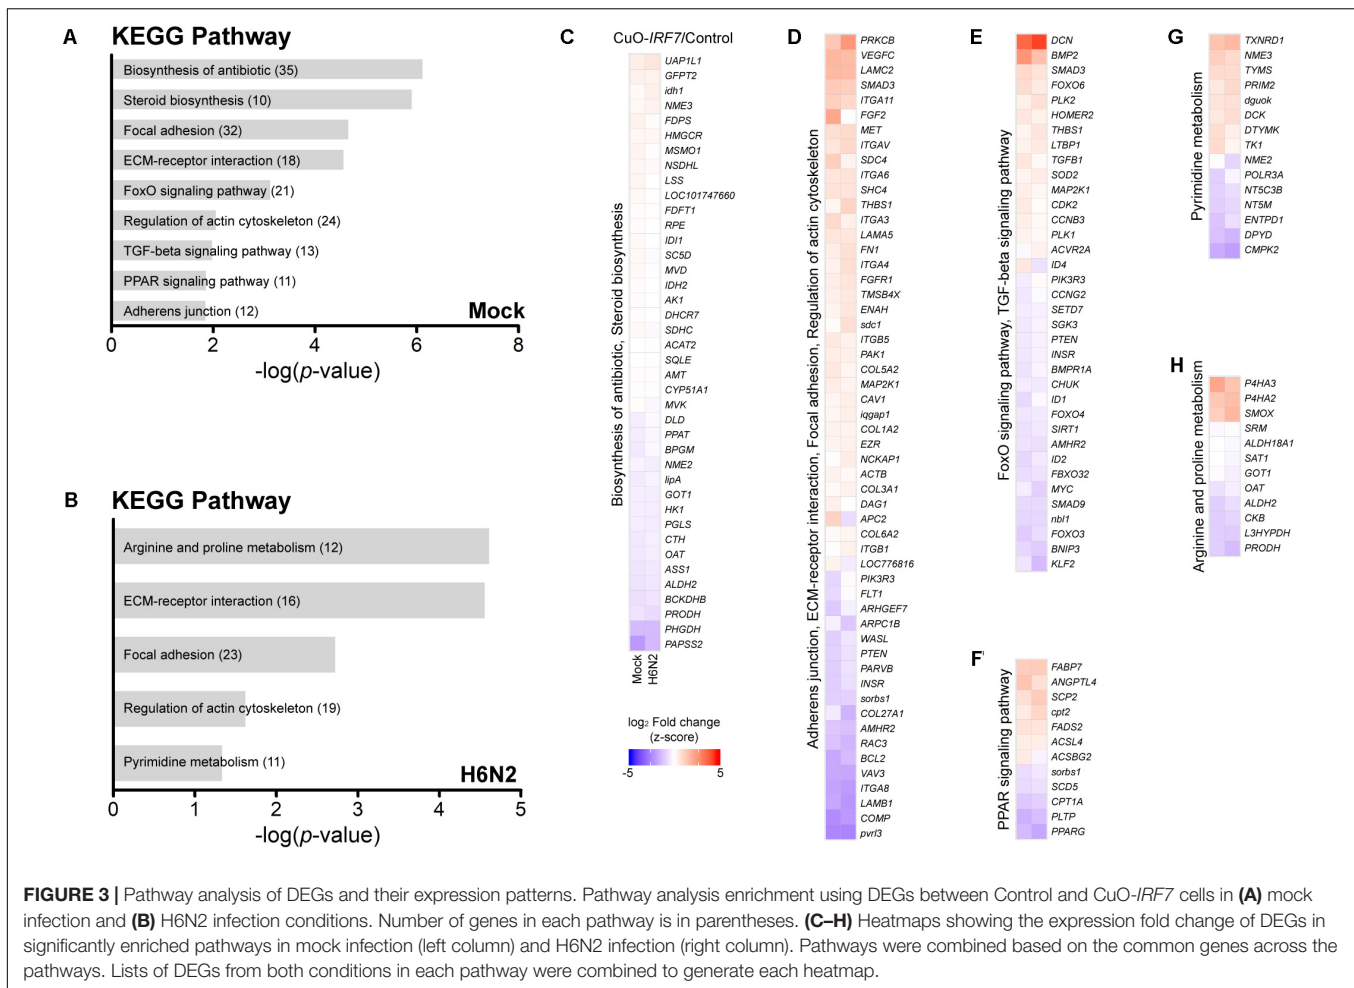 A
KEGG Pathway
Biosynthesis of antibiotic (35)
Steroid biosynthesis (10)
Focal adhesion (32)
ECM-receptor interaction (18)
FoxO signaling pathway (21)
Regulation of actin cytoskeleton (24)
TGF-beta signaling pathway (13)
PPAR signaling pathway (11)
Adherens junction (12)
Mock
0 2 4 6 8
-log(p-value)
B
KEGG Pathway
Arginine and proline metabolism (12)
ECM-receptor interaction (16)
Focal adhesion (23)
Regulation of actin cytoskeleton (19)
Pyrimidine metabolism (11)
H6N2
0 1 2 3 4 5
-log(p-value)
C
CuO-IRF7/Control
Biosynthesis of antibiotic, Steroid biosynthesis
UAP1L1
GFPT2
idh1
NME3
FDPS
HMGCR
MSMO1
NSDHL
LSS
LOC101747660
FDFT1
RPE
IDI1
SC5D
MVD
IDH2
AK1
DHCR7
SDHC
ACAT2
SQLE
AMT
CYP51A1
MVK
DLD
PPAT
BPGM
NME2
lipA
GOT1
HK1
PGLS
CTH
OAT
ASS1
ALDH2
BCKDHB
PRODH
PHGDH
PAPSS2
Mock
H6N2
log2 Fold change
(z-score)
-5 5
D
Adherens junction, ECM-receptor interaction, Focal adhesion, Regulation of actin cytoskeleton
PRKCB
VEGFC
LAMC2
SMAD3
ITGA11
FGF2
MET
ITGAV
SDC4
ITGA6
SHC4
THBS1
ITGA3
LAMA5
FN1
ITGA4
FGFR1
TMSB4X
ENAH
sdc1
ITGB5
PAK1
COL5A2
MAP2K1
CAV1
iqgap1
COL1A2
EZR
NCKAP1
ACTB
COL3A1
DAG1
APC2
COL6A2
ITGB1
LOC776816
PIK3R3
FLT1
ARHGEF7
ARPC1B
WASL
PTEN
PARVB
INSR
sorbs1
COL27A1
AMHR2
RAC3
BCL2
VAV3
ITGA8
LAMB1
COMP
pvrl3
E
FoxO signaling pathway, TGF-beta signaling pathway
DCN
BMP2
SMAD3
FOXO6
PLK2
HOMER2
THBS1
LTBP1
TGFB1
SOD2
MAP2K1
CDK2
CCNB3
PLK1
ACVR2A
ID4
PIK3R3
CCNG2
SETD7
SGK3
PTEN
INSR
BMPR1A
CHUK
ID1
FOXO4
SIRT1
AMHR2
ID2
FBXO32
MYC
SMAD9
nbl1
FOXO3
BNIP3
KLF2
F
PPAR signaling pathway
FABP7
ANGPTL4
SCP2
cpt2
FADS2
ACSL4
ACSBG2
sorbs1
SCD5
CPT1A
PLTP
PPARG
G
Pyrimidine metabolism
TXNRD1
NME3
TYMS
PRIM2
dguok
DCK
DTYMK
TK1
NME2
POLR3A
NT5C3B
NT5M
ENTPD1
DPYD
CMPK2
H
Arginine and proline metabolism
P4HA3
P4HA2
SMOX
SRM
ALDH18A1
SAT1
GOT1
OAT
ALDH2
CKB
L3HYPDH
PRODH
FIGURE 3 | Pathway analysis of DEGs and their expression patterns. Pathway analysis enrichment using DEGs between Control and CuO-IRF7 cells in (A) mock
infection and (B) H6N2 infection conditions. Number of genes in each pathway is in parentheses. (C–H) Heatmaps showing the expression fold change of DEGs in
significantly enriched pathways in mock infection (left column) and H6N2 infection (right column). Pathways were combined based on the common genes across the
pathways. Lists of DEGs from both conditions in each pathway were combined to generate each heatmap.